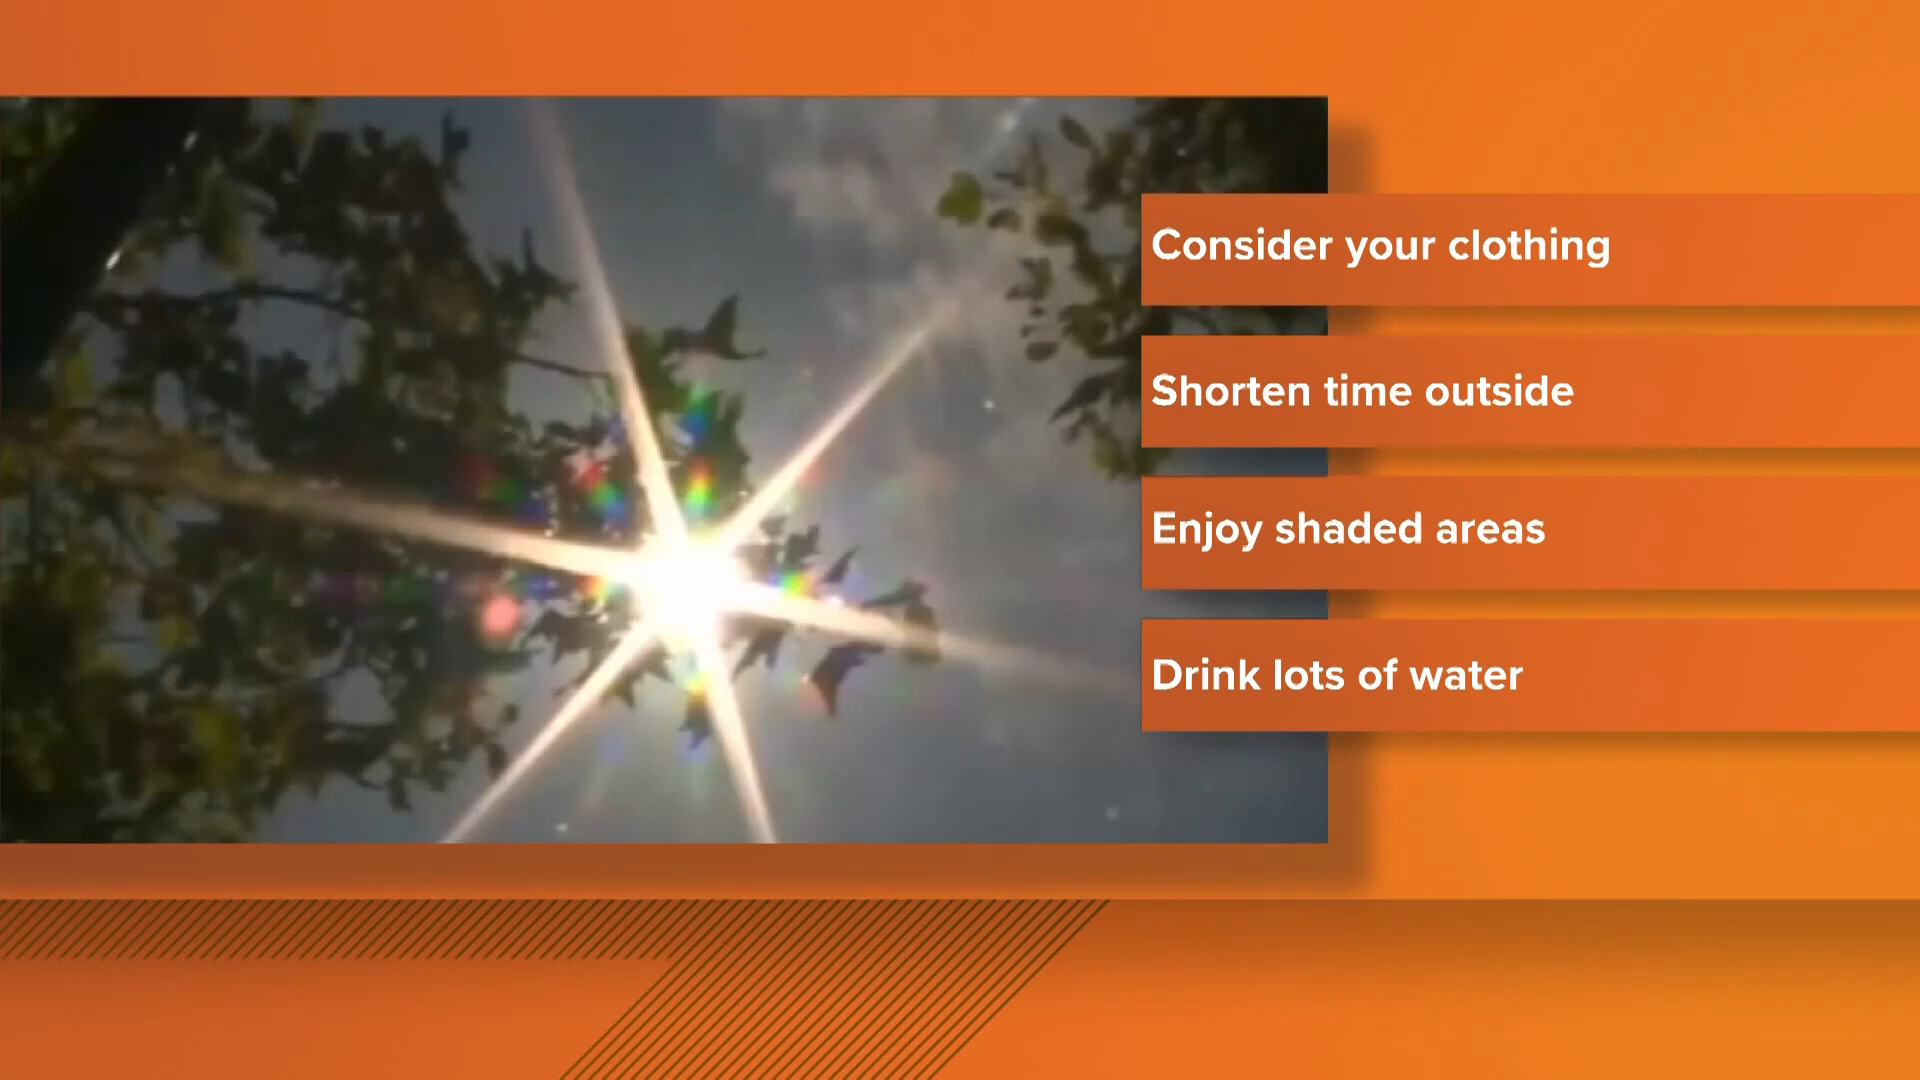 Consider your clothing
Shorten time outside
Enjoy shaded areas
Drink lots of water